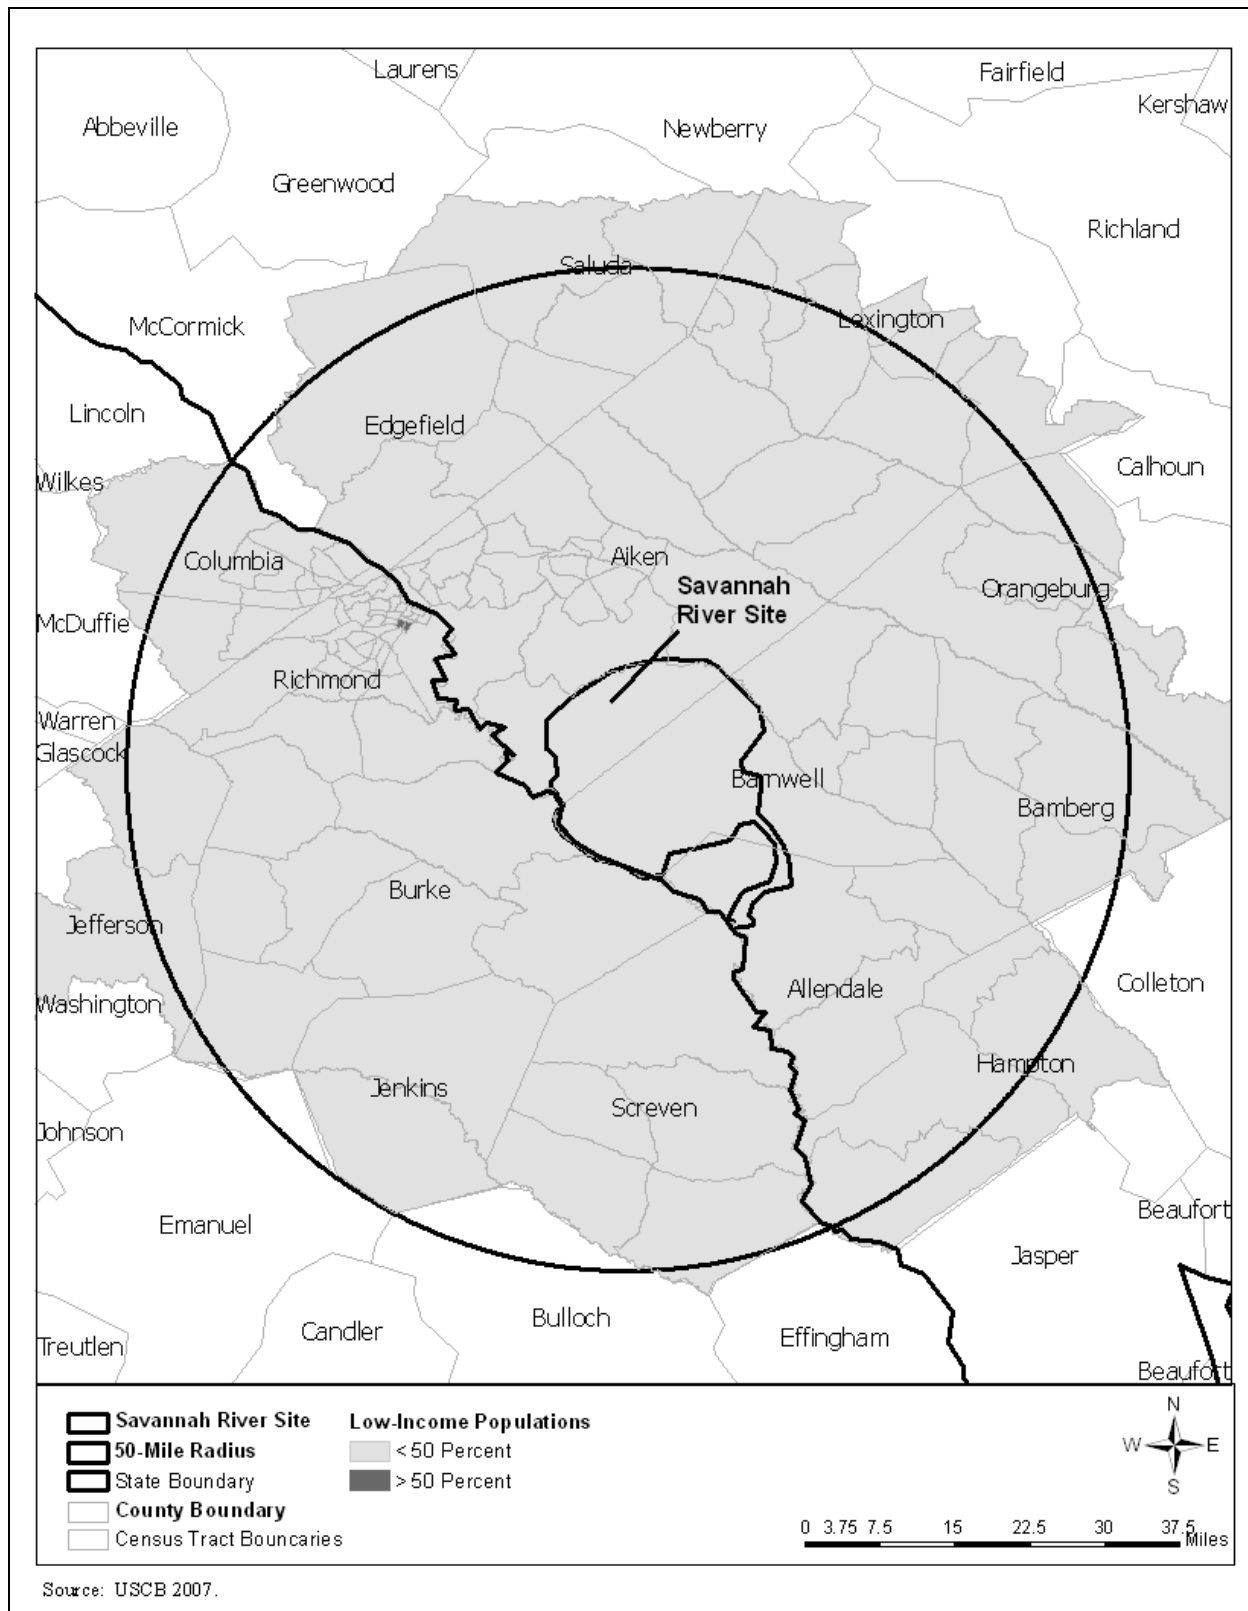 Laurens
Fairfield
Kershaw
Abbeville
Newberry
Greenwood
Richland
Saluda
McCormick
Lexington
Lincoln
Edgefield
Calhoun
Wilkes
Columbia
Aiken
Savannah
River Site
Orangeburg
McDuffie
Richmond
Warren
Glascock
Barnwell
Bamberg
Burke
Jefferson
Allendale
Colleton
Washington
Hampton
Jenkins
Screven
Johnson
Emanuel
Beaufort
Jasper
Bulloch
Candler
Effingham
Treutlen
Beaufort
Savannah River Site
50-Mile Radius
State Boundary
County Boundary
Census Tract Bouncaries
Low-Income Populations
< 50 Percent
> 50 Percent
N
W E
S
0 3.75 7.5 15 22.5 30 37.5
Miles
Source: USCB 2007.